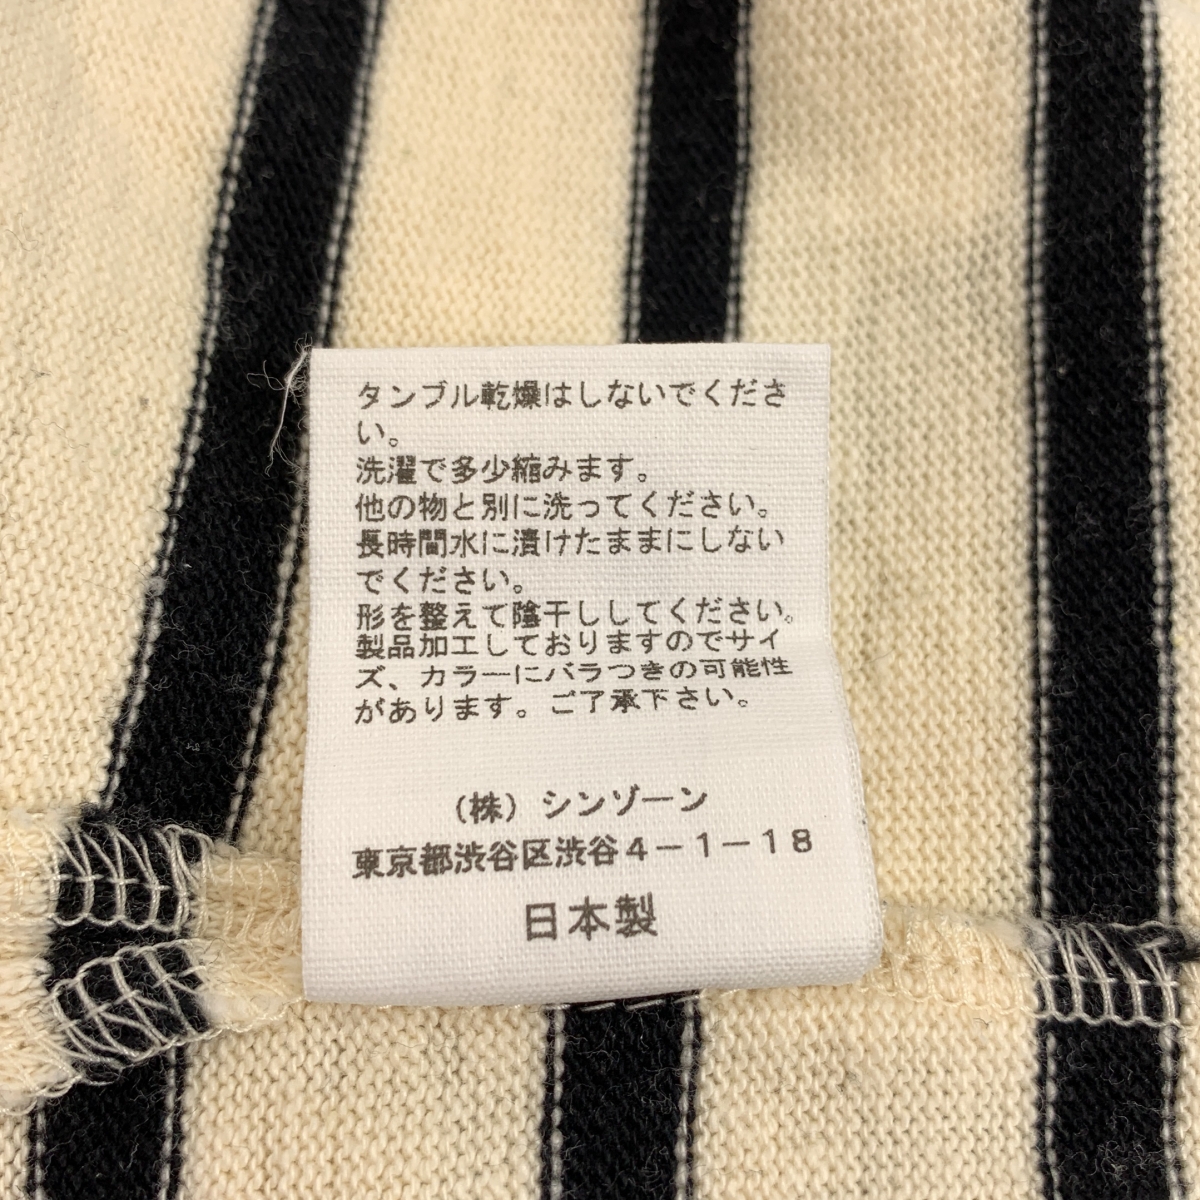 タンブル乾燥はしないでくださ
い。
洗濯で多少縮みます。
他の物と別に洗ってください。
長時間水に漬けたままにしない
でください。
形を整えて陰干ししてください。
製品加工しておりますのでサイ
ズ、カラーにバラつきの可能性
があります。ご了承下さい。
（株）シンゾーン
東京都渋谷区渋谷4－1－18
日本製